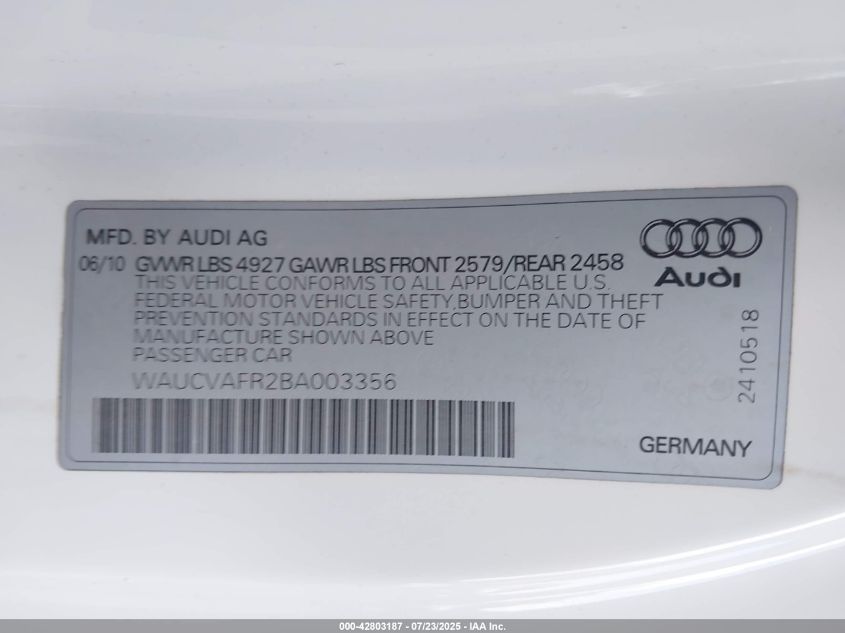 MFD. BY AUDI AG
06/10 GVWR LBS 4927 GAWR LBS FRONT 2579/REAR 2458
THIS VEHICLE CONFORMS TO ALL APPLICABLE U.S.
FEDERAL MOTOR VEHICLE SAFETY,BUMPER AND THEFT
PREVENTION STANDARDS IN EFFECT ON THE DATE OF
MANUFACTURE SHOWN ABOVE
PASSENGER CAR
WAUCVAFR2BA003356
Audi
2410518
GERMANY
000-42803187 - 07/23/2025 - IAA Inc.